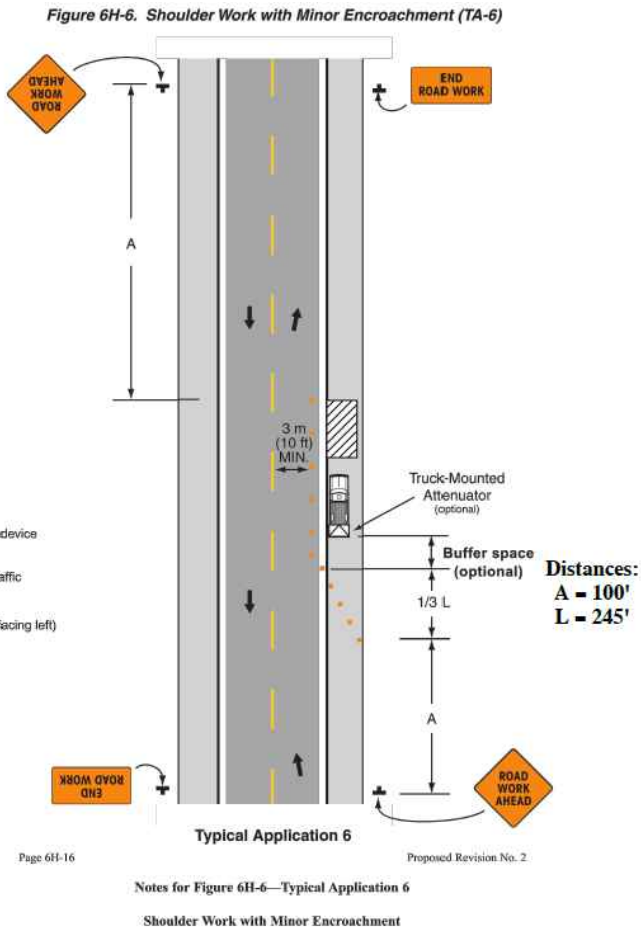 Figure 6H-6. Shoulder Work with Minor Encroachment (TA-6)
ROAD
WORK
AHEAD
END
ROAD WORK
A
3 m
(10 ft)
MIN.
Truck-Mounted
Attenuator
(optional)
device
Buffer space
(optional)
Distances:
A = 100'
L = 245'
affic
1/3 L
facing left)
A
END
ROAD WORK
ROAD
WORK
AHEAD
Typical Application 6
Page 6H-16
Proposed Revision No. 2
Notes for Figure 6H-6—Typical Application 6
Shoulder Work with Minor Encroachment